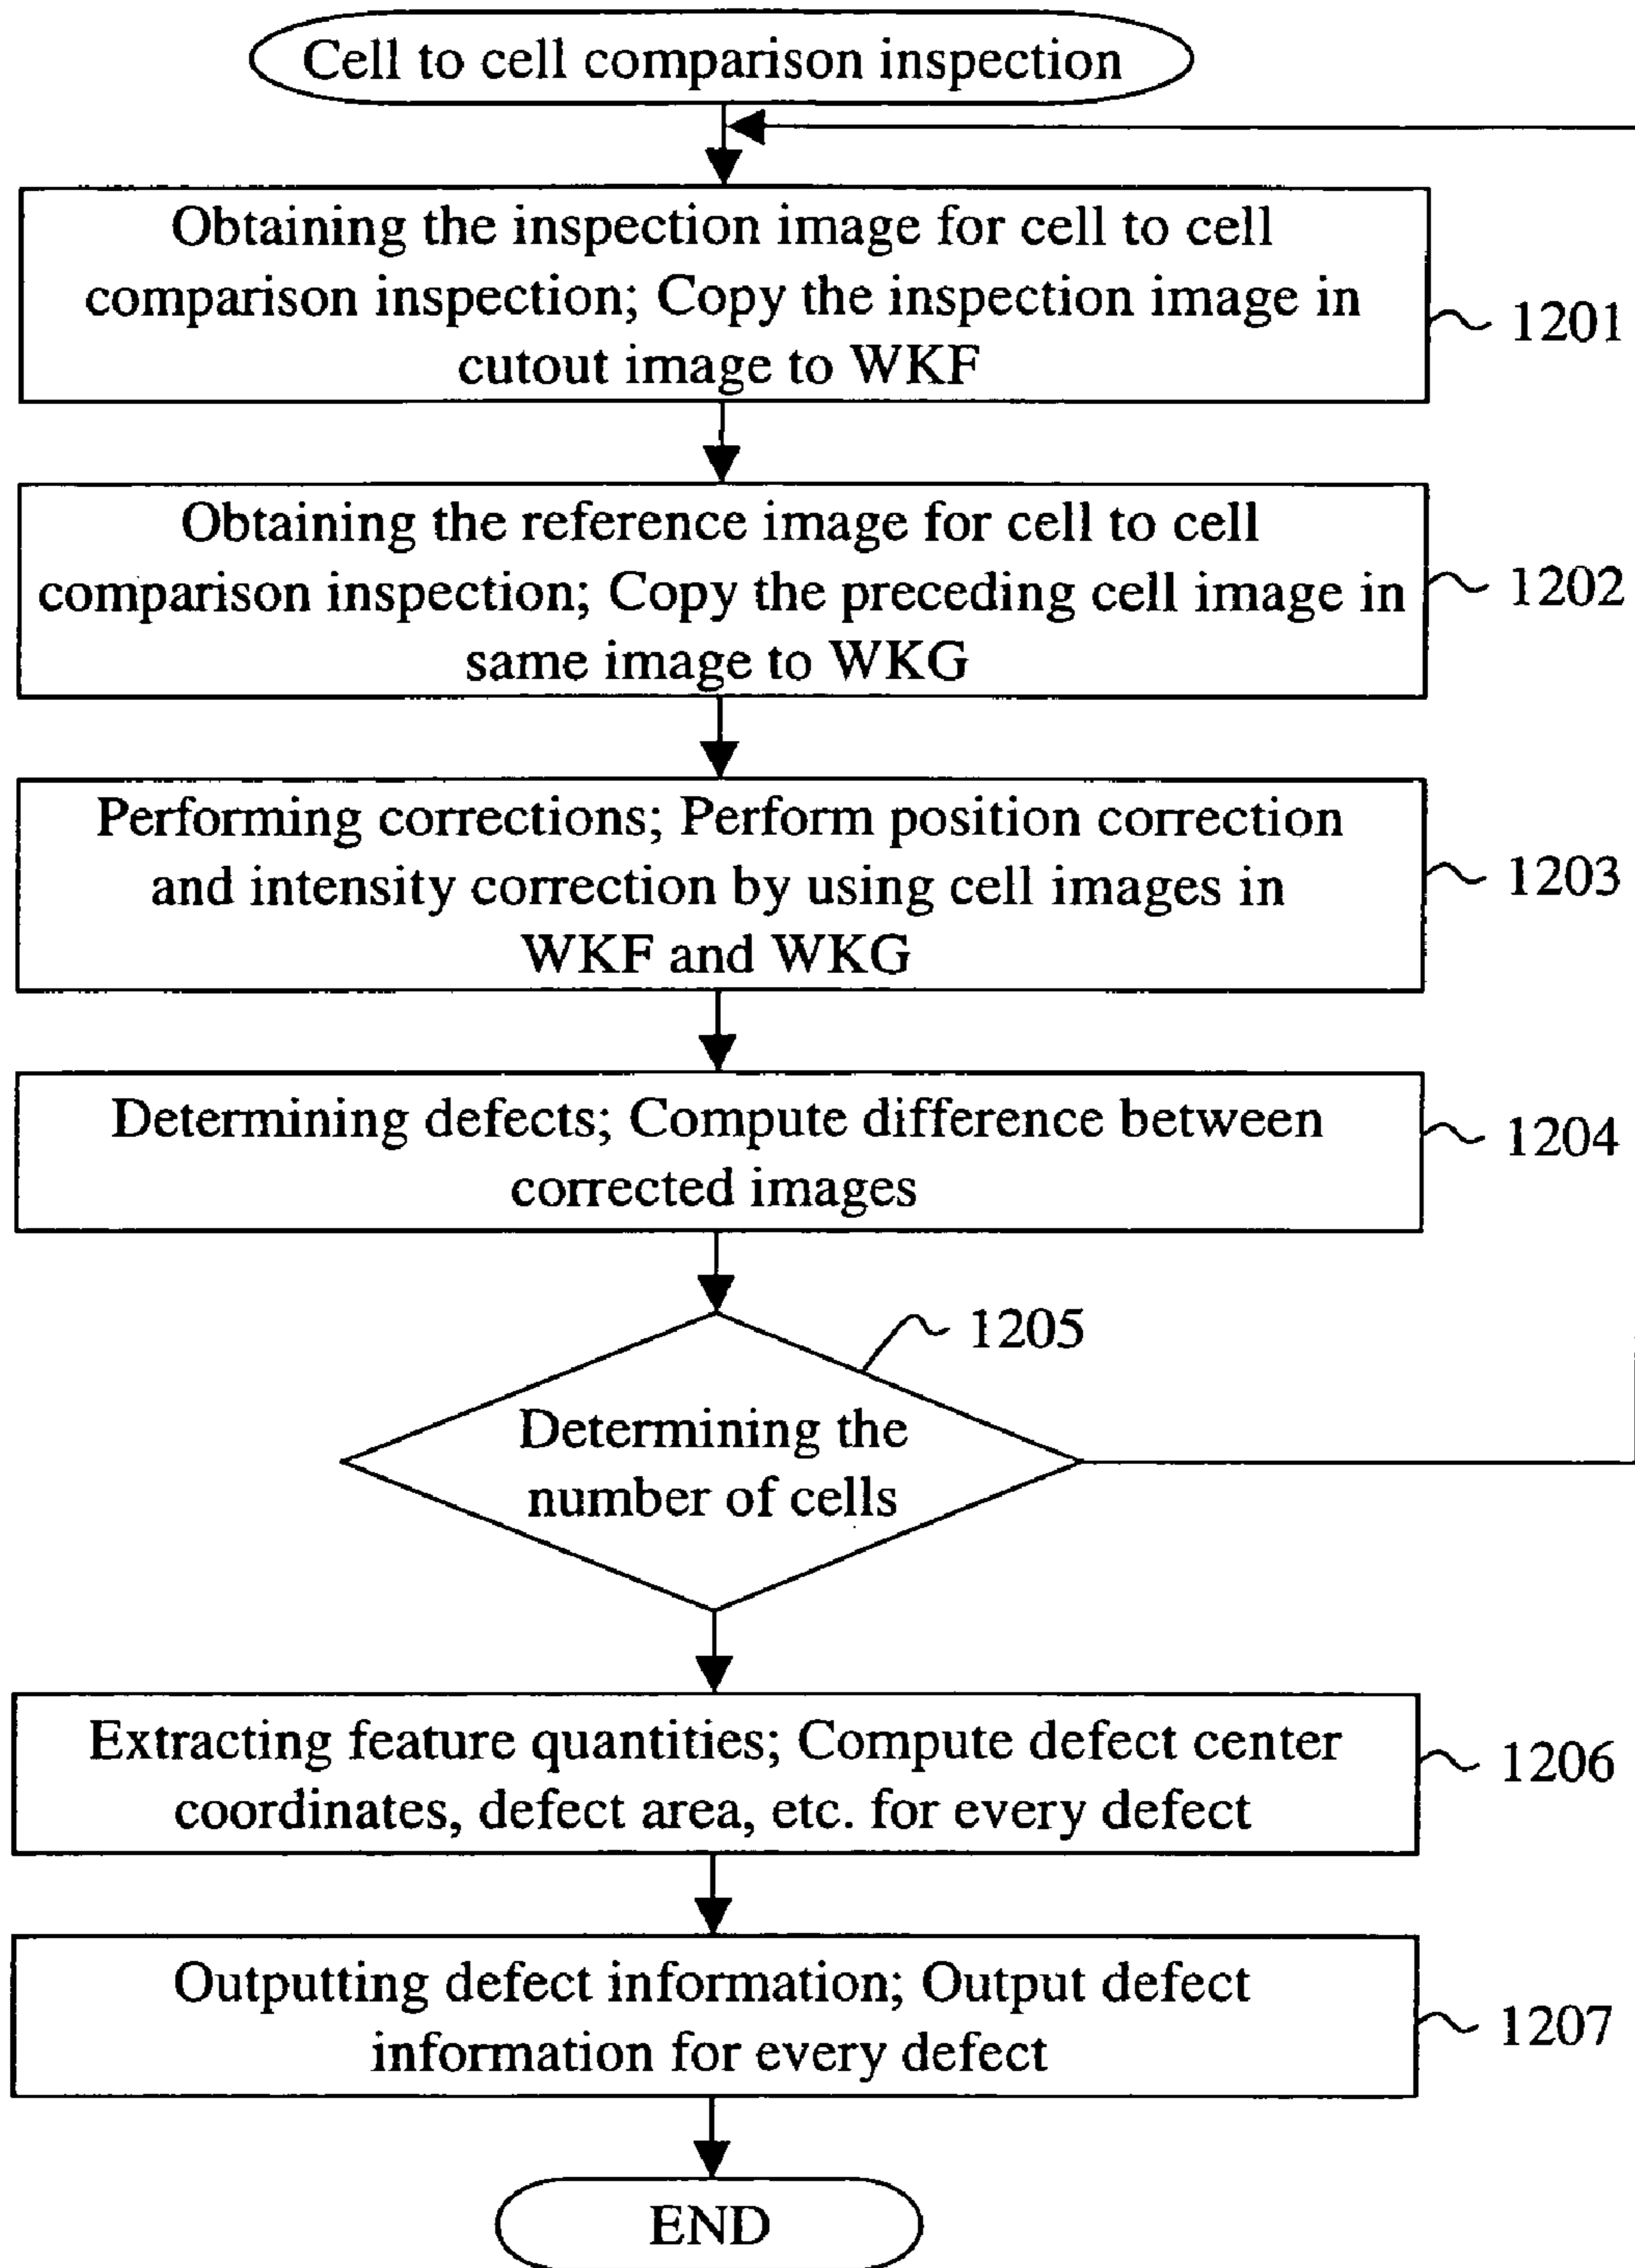 Cell to cell comparison inspection
Obtaining the inspection image for cell to cell
comparison inspection; Copy the inspection image in
cutout image to WKF
1201
Obtaining the reference image for cell to cell
comparison inspection; Copy the preceding cell image in
same image to WKG
1202
Performing corrections; Perform position correction
and intensity correction by using cell images in
WKF and WKG
1203
Determining defects; Compute difference between
corrected images
1204
1205
Determining the
number of cells
Extracting feature quantities; Compute defect center
coordinates, defect area, etc. for every defect
1206
Outputting defect information; Output defect
information for every defect
1207
END